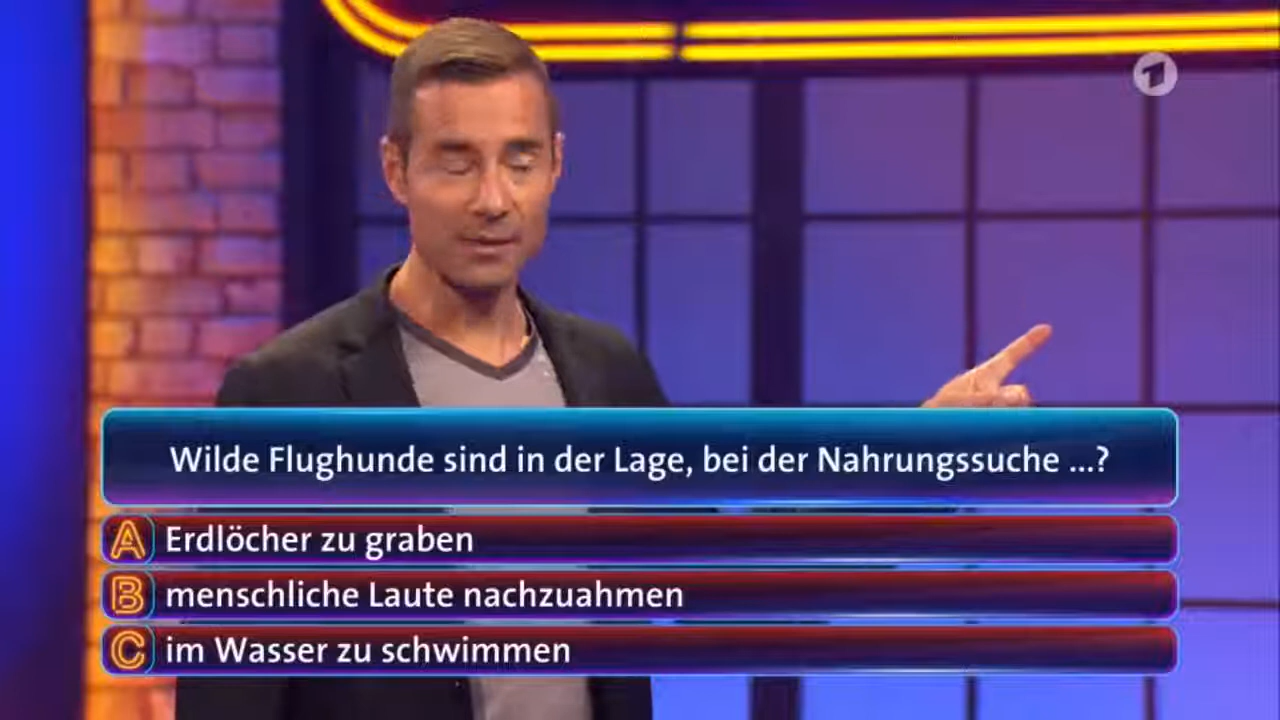 1
Wilde Flughunde sind in der Lage, bei der Nahrungssuche ...?
A Erdlöcher zu graben
B menschliche Laute nachzuahmen
C im Wasser zu schwimmen